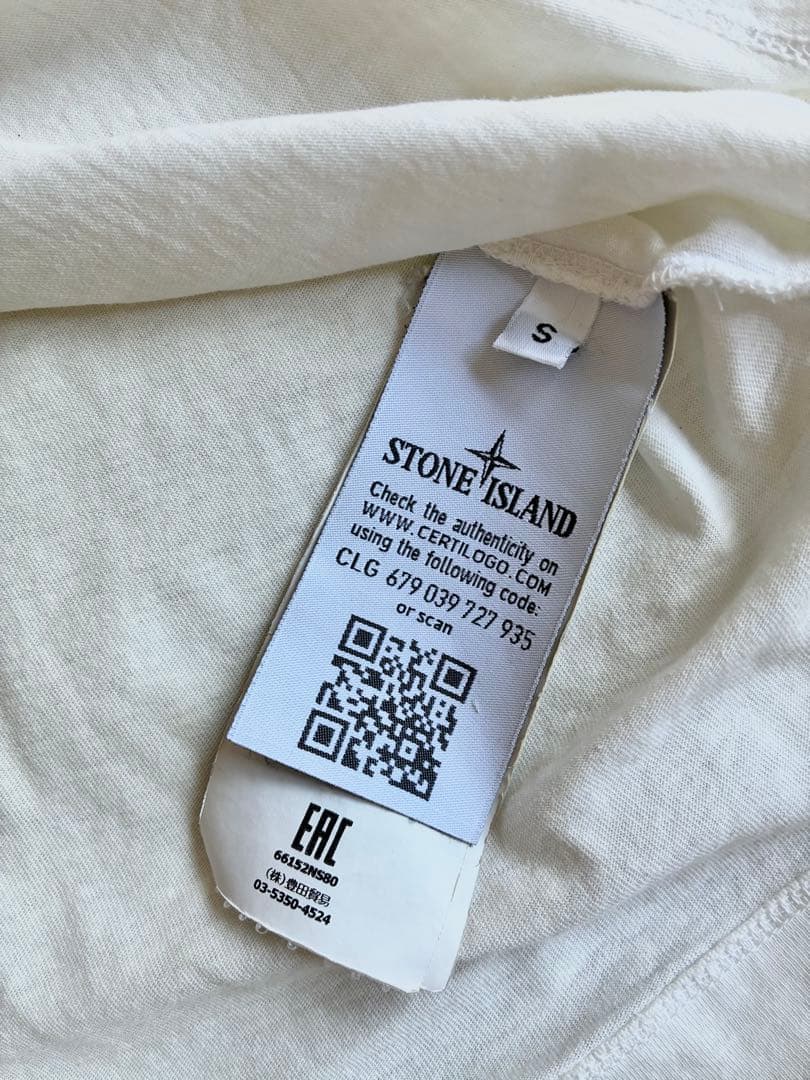 S
STONE ISLAND
Check the authenticity on
WWW.CERTILOGO.COM
using the following code:
CLG 679 039 727 935
or scan
EAC
66152NS80
(株)豊田貿易
03-5350-4524